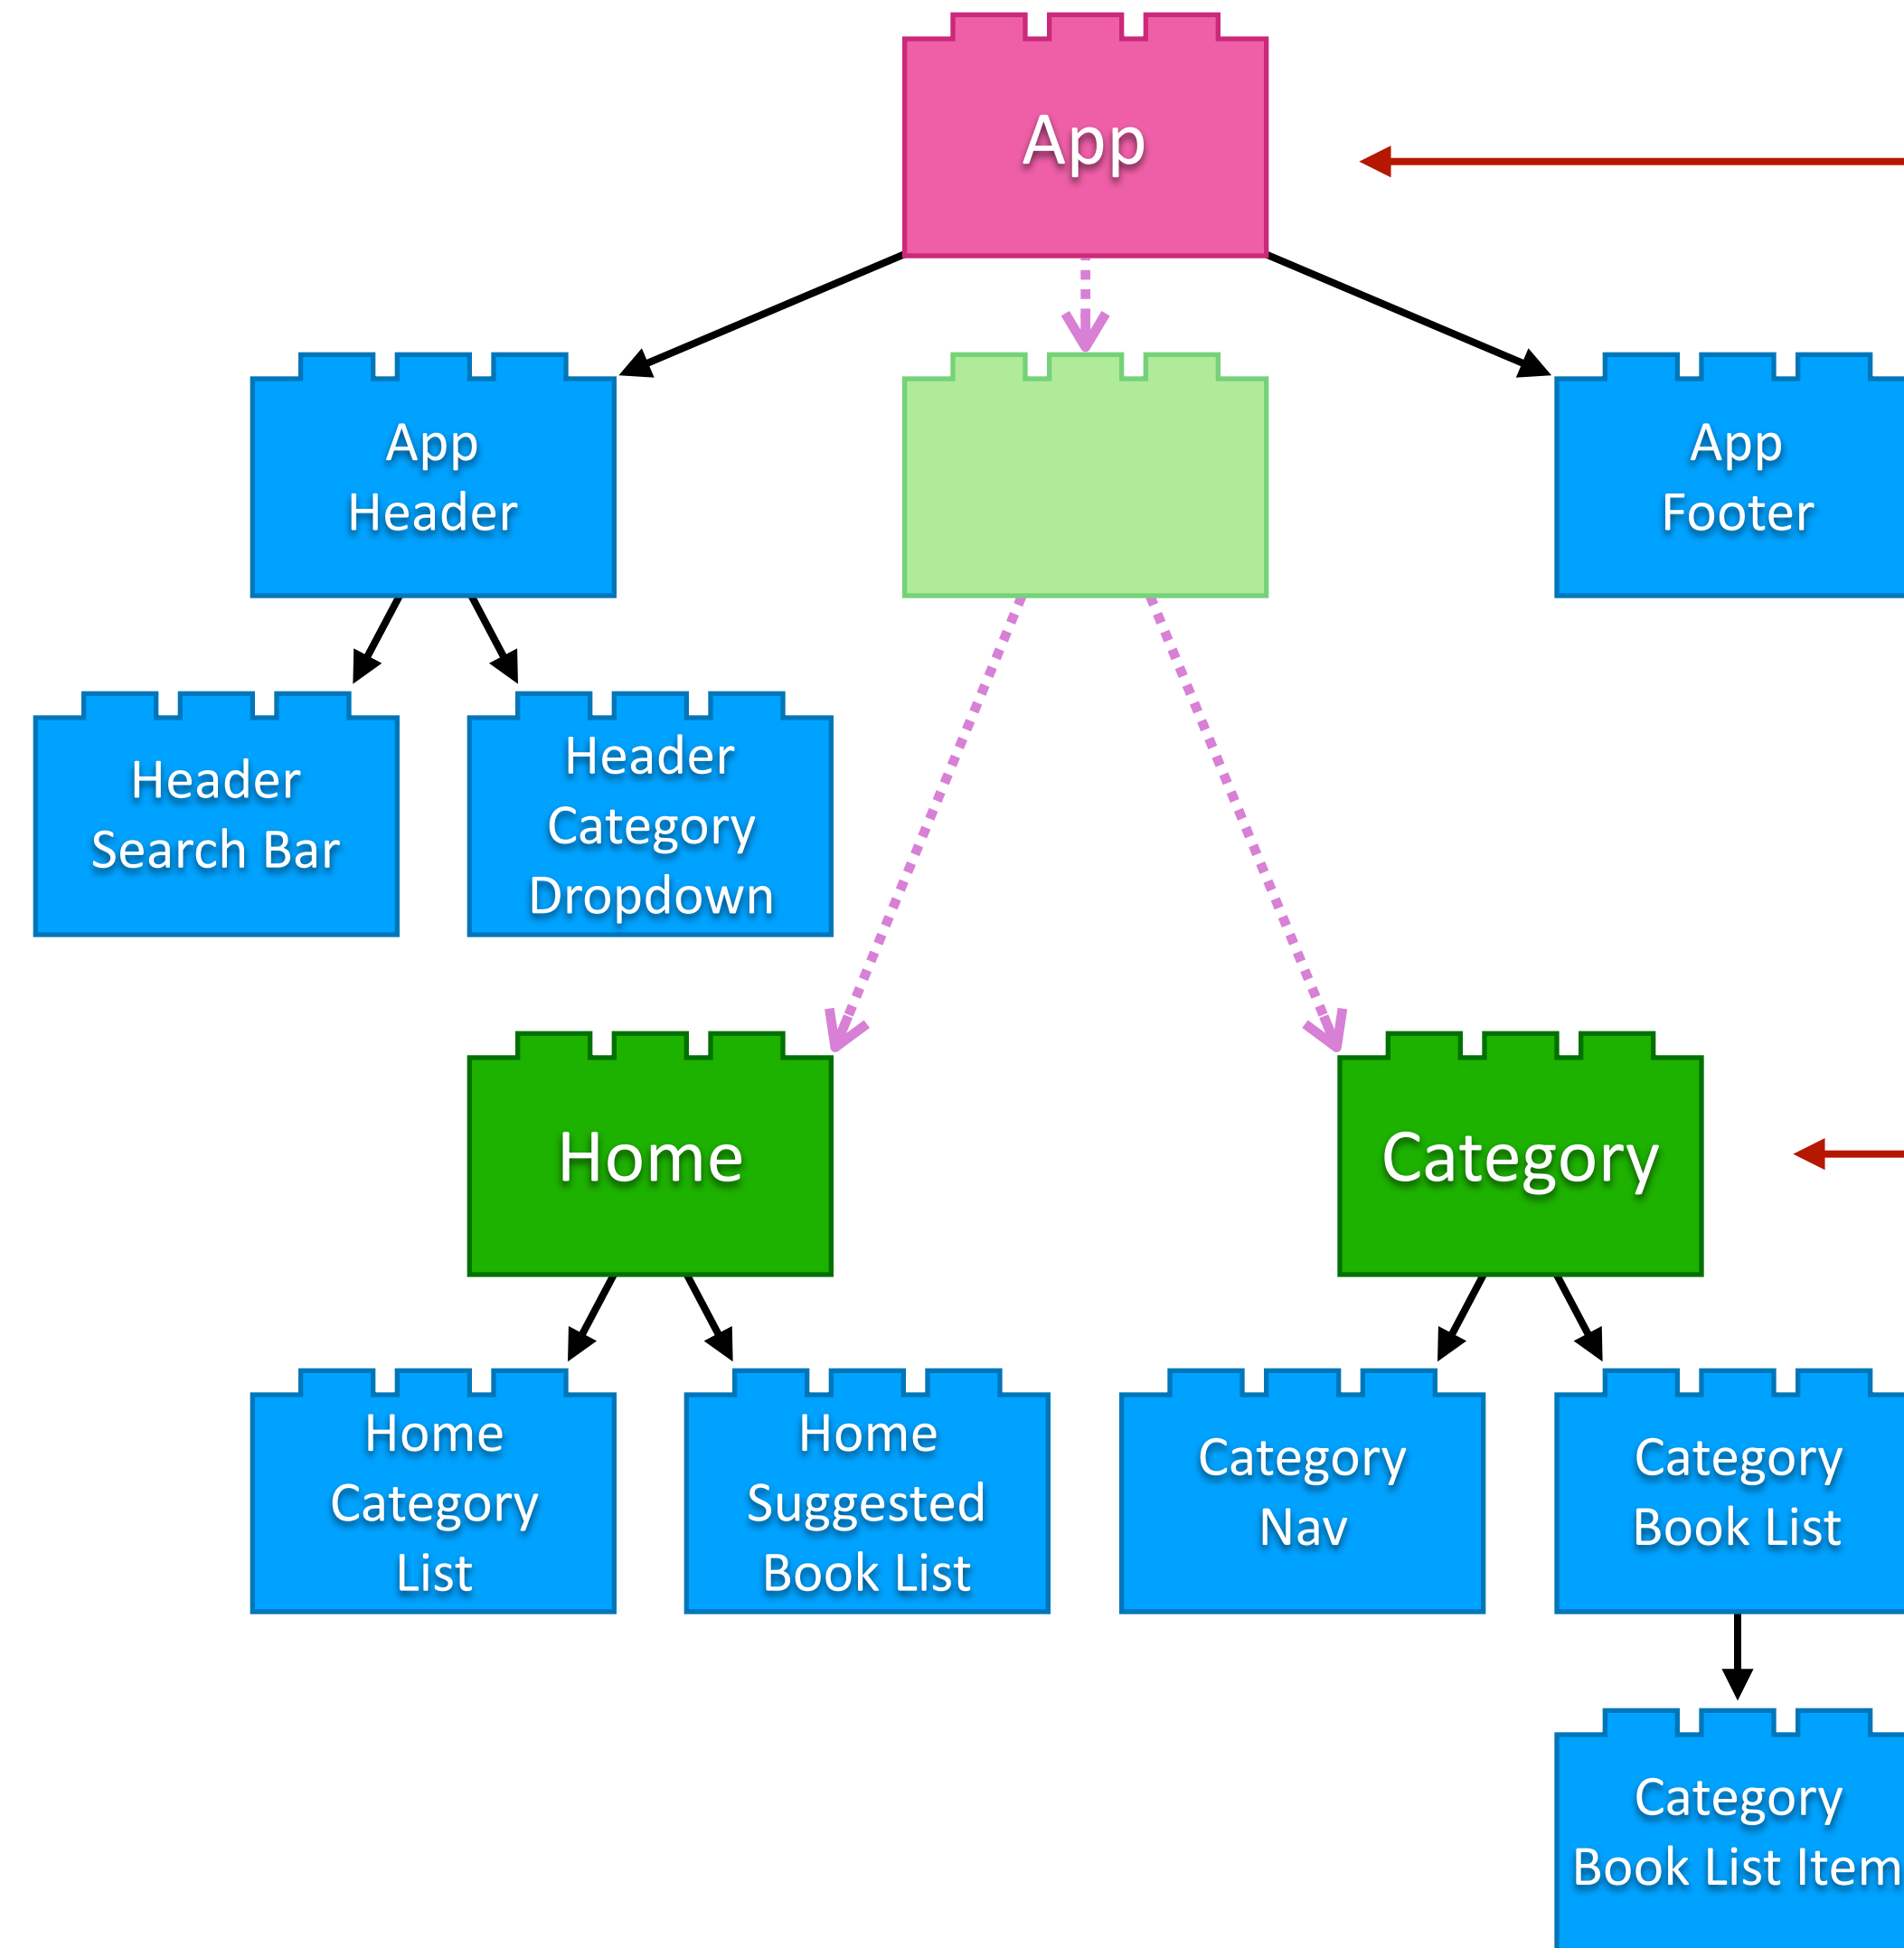 App
App
Header
App
Footer
Header
Search Bar
Header
Category
Dropdown
Home
Category
Home
Category
List
Home
Suggested
Book List
Category
Nav
Category
Book List
Category
Book List Item